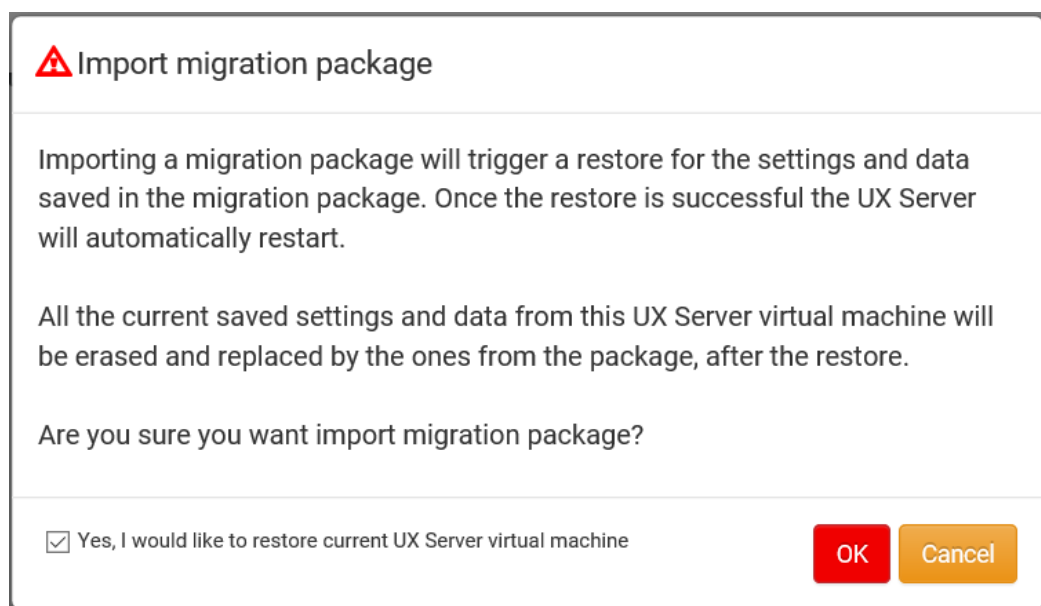 Import migration package
Importing a migration package will trigger a restore for the settings and data
saved in the migration package. Once the restore is successful the UX Server
will automatically restart.
All the current saved settings and data from this UX Server virtual machine will
be erased and replaced by the ones from the package, after the restore.
Are you sure you want import migration package?
Yes, I would like to restore current UX Server virtual machine
OK
Cancel